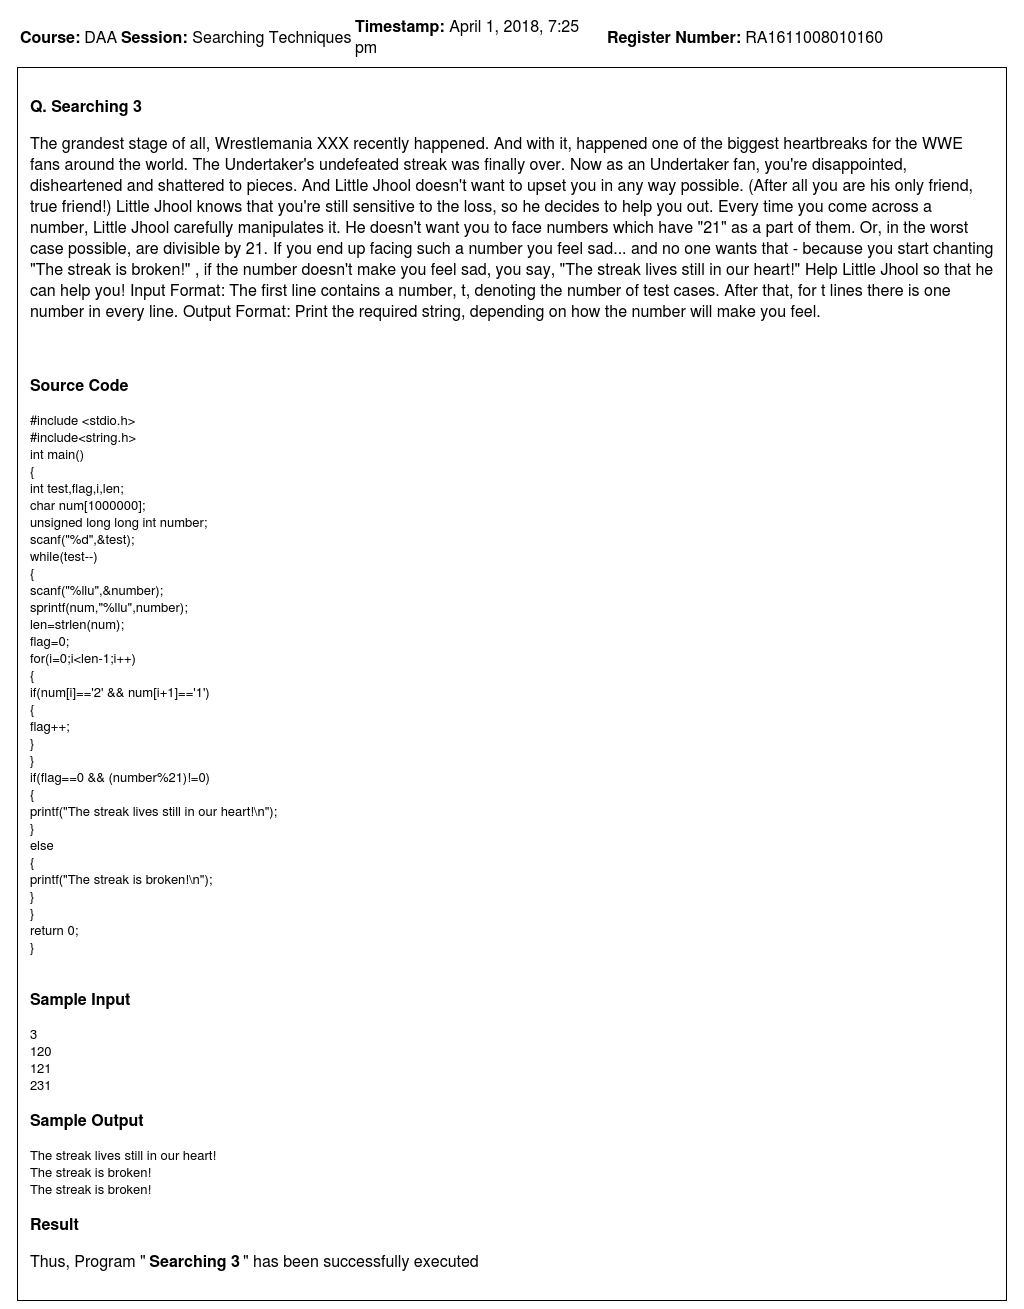 Course: DAA Session: Searching Techniques Timestamp: April 1, 2018, 7:25 pm Register Number: RA1611008010160
Q. Searching 3
The grandest stage of all, Wrestlemania XXX recently happened. And with it, happened one of the biggest heartbreaks for the WWE
fans around the world. The Undertaker's undefeated streak was finally over. Now as an Undertaker fan, you're disappointed,
disheartened and shattered to pieces. And Little Jhool doesn't want to upset you in any way possible. (After all you are his only friend,
true friend!) Little Jhool knows that you're still sensitive to the loss, so he decides to help you out. Every time you come across a
number, Little Jhool carefully manipulates it. He doesn't want you to face numbers which have "21" as a part of them. Or, in the worst
case possible, are divisible by 21. If you end up facing such a number you feel sad... and no one wants that - because you start chanting
"The streak is broken!" , if the number doesn't make you feel sad, you say, "The streak lives still in our heart!" Help Little Jhool so that he
can help you! Input Format: The first line contains a number, t, denoting the number of test cases. After that, for t lines there is one
number in every line. Output Format: Print the required string, depending on how the number will make you feel.
Source Code
#include <stdio.h>
#include<string.h>
int main()
{
int test,flag,i,len;
char num[1000000];
unsigned long long int number;
scanf("%d",&test);
while(test--)
{
scanf("%llu",&number);
sprintf(num,"%llu",number);
len=strlen(num);
flag=0;
for(i=0;i<len-1;i++)
{
if(num[i]=='2' && num[i+1]=='1')
{
flag++;
}
}
if(flag==0 && (number%21)!=0)
{
printf("The streak lives still in our heart!\n");
}
else
{
printf("The streak is broken!\n");
}
}
return 0;
}
Sample Input
3
120
121
231
Sample Output
The streak lives still in our heart!
The streak is broken!
The streak is broken!
Result
Thus, Program " Searching 3 " has been successfully executed